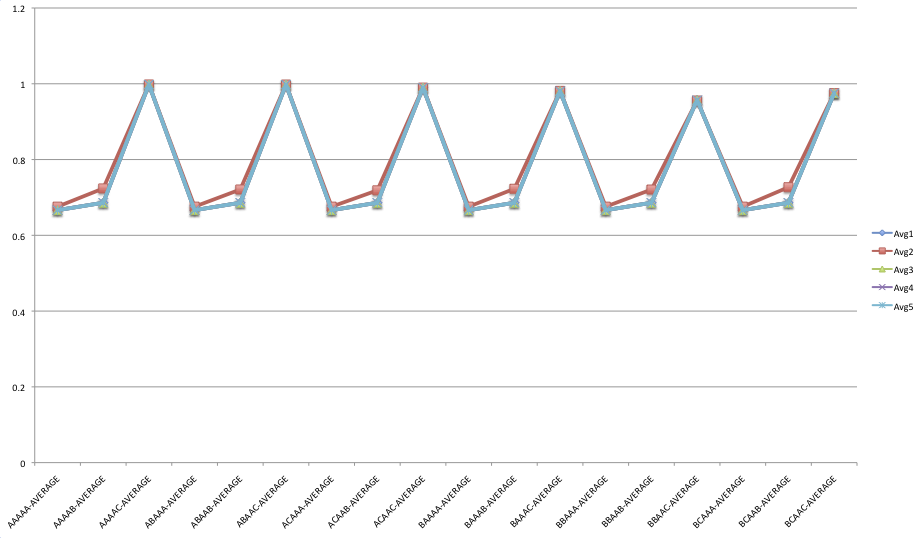 1.2
1
0.8
0.6
0.4
0.2
0
AAAAA-AVERAGE
AAAAB-AVERAGE
AAAAC-AVERAGE
ABAAA-AVERAGE
ABAAB-AVERAGE
ABAAC-AVERAGE
ACAAA-AVERAGE
ACAAB-AVERAGE
ACAAC-AVERAGE
BAAAA-AVERAGE
BAAAB-AVERAGE
BAAAC-AVERAGE
BBAAA-AVERAGE
BBAAB-AVERAGE
BBAAC-AVERAGE
BCAAA-AVERAGE
BCAAB-AVERAGE
BCAAC-AVERAGE
Avg1
Avg2
Avg3
Avg4
Avg5